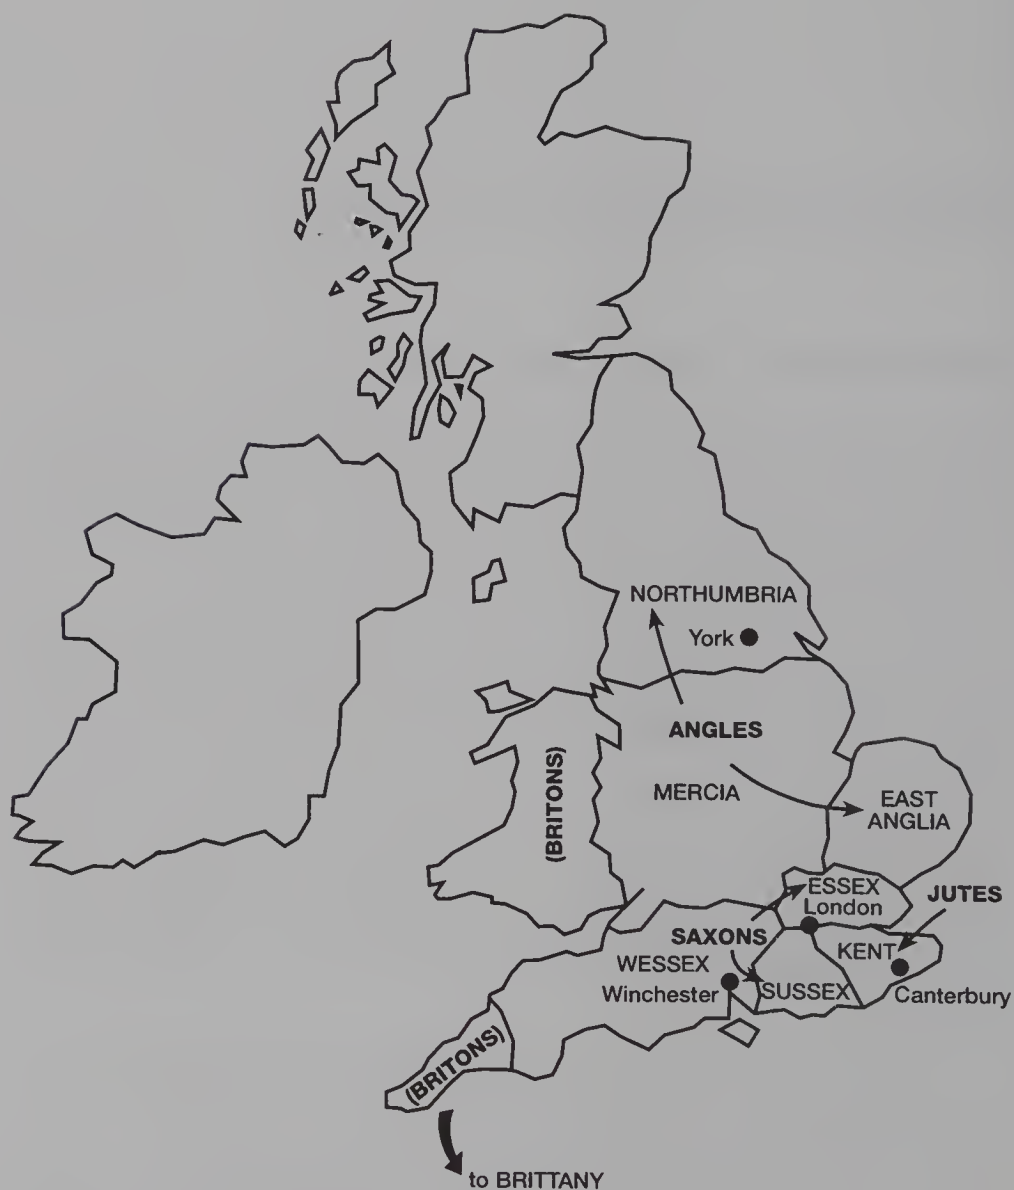 NORTHUMBRIA
York
ANGLES
MERCIA
EAST
ANGLIA
(BRITONS)
ESSEX
London
JUTES
SAXONS
KENT
WESSEX
Winchester
SUSSEX
Canterbury
(BRITONS)
to BRITTANY